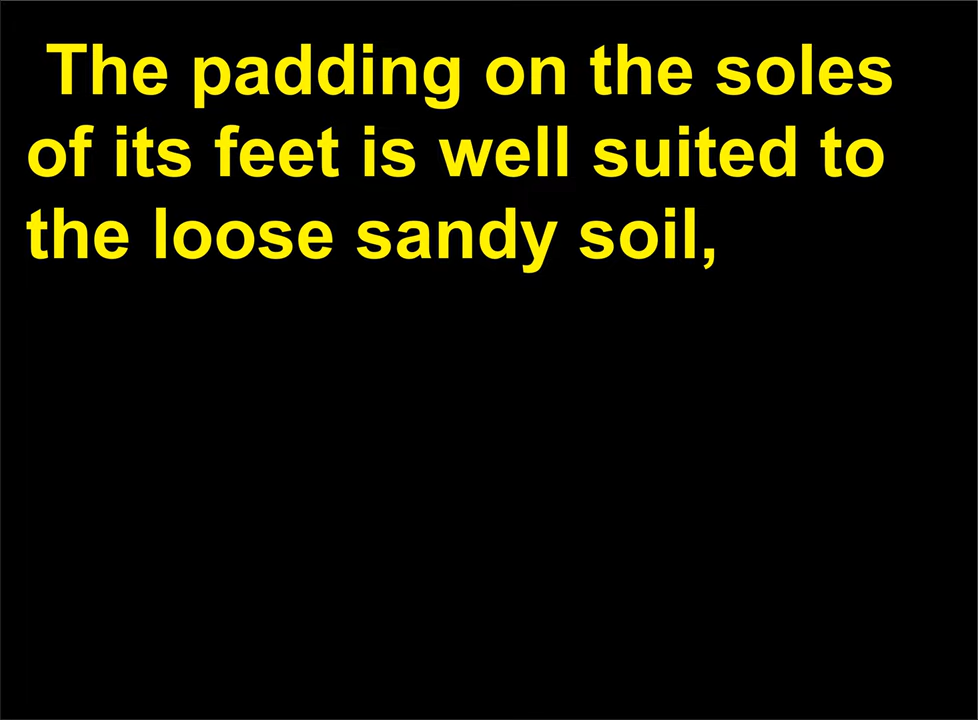 The padding on the soles
of its feet is well suited to
the loose sandy soil,